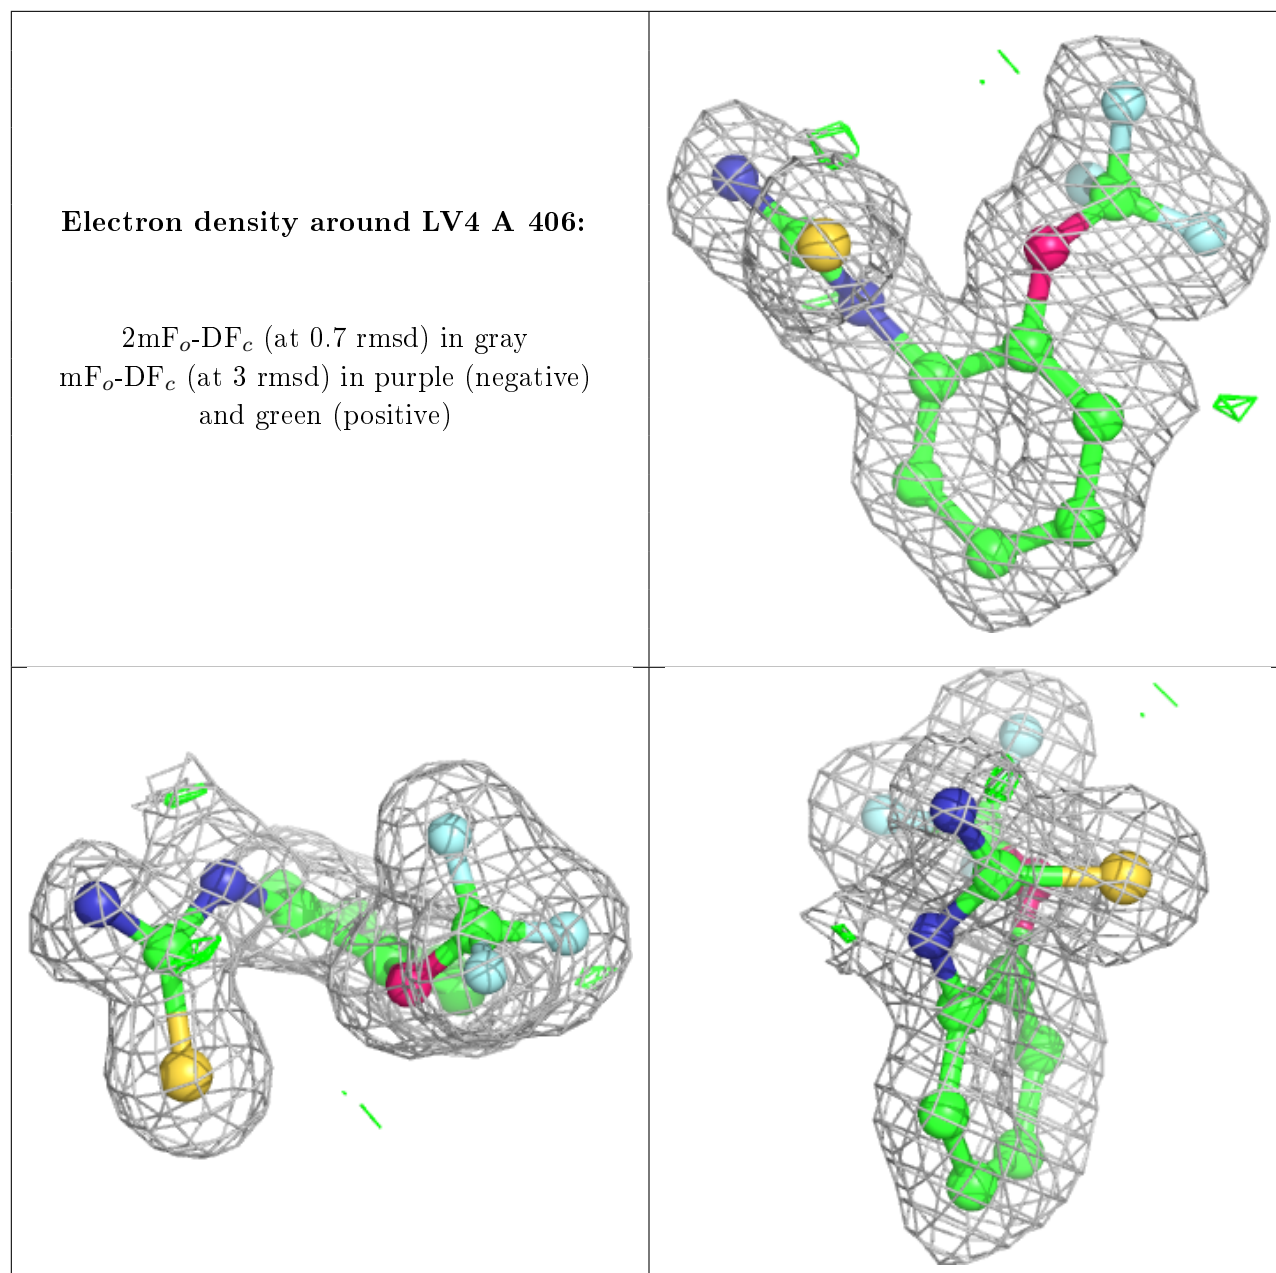 Electron density around LV4 A 406:
2mFo-DFc (at 0.7 rmsd) in gray
mFo-DFc (at 3 rmsd) in purple (negative)
and green (positive)